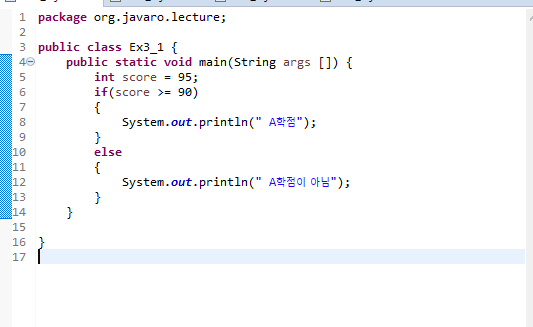 1 package org.javaro.lecture;
2
3 public class Ex3_1 {
4     public static void main(String args []) {
5         int score = 95;
6         if(score >= 90)
7         {
8             System.out.println(" A학점");
9         }
10         else
11         {
12             System.out.println(" A학점이 아님");
13         }
14     }
15
16 }
17